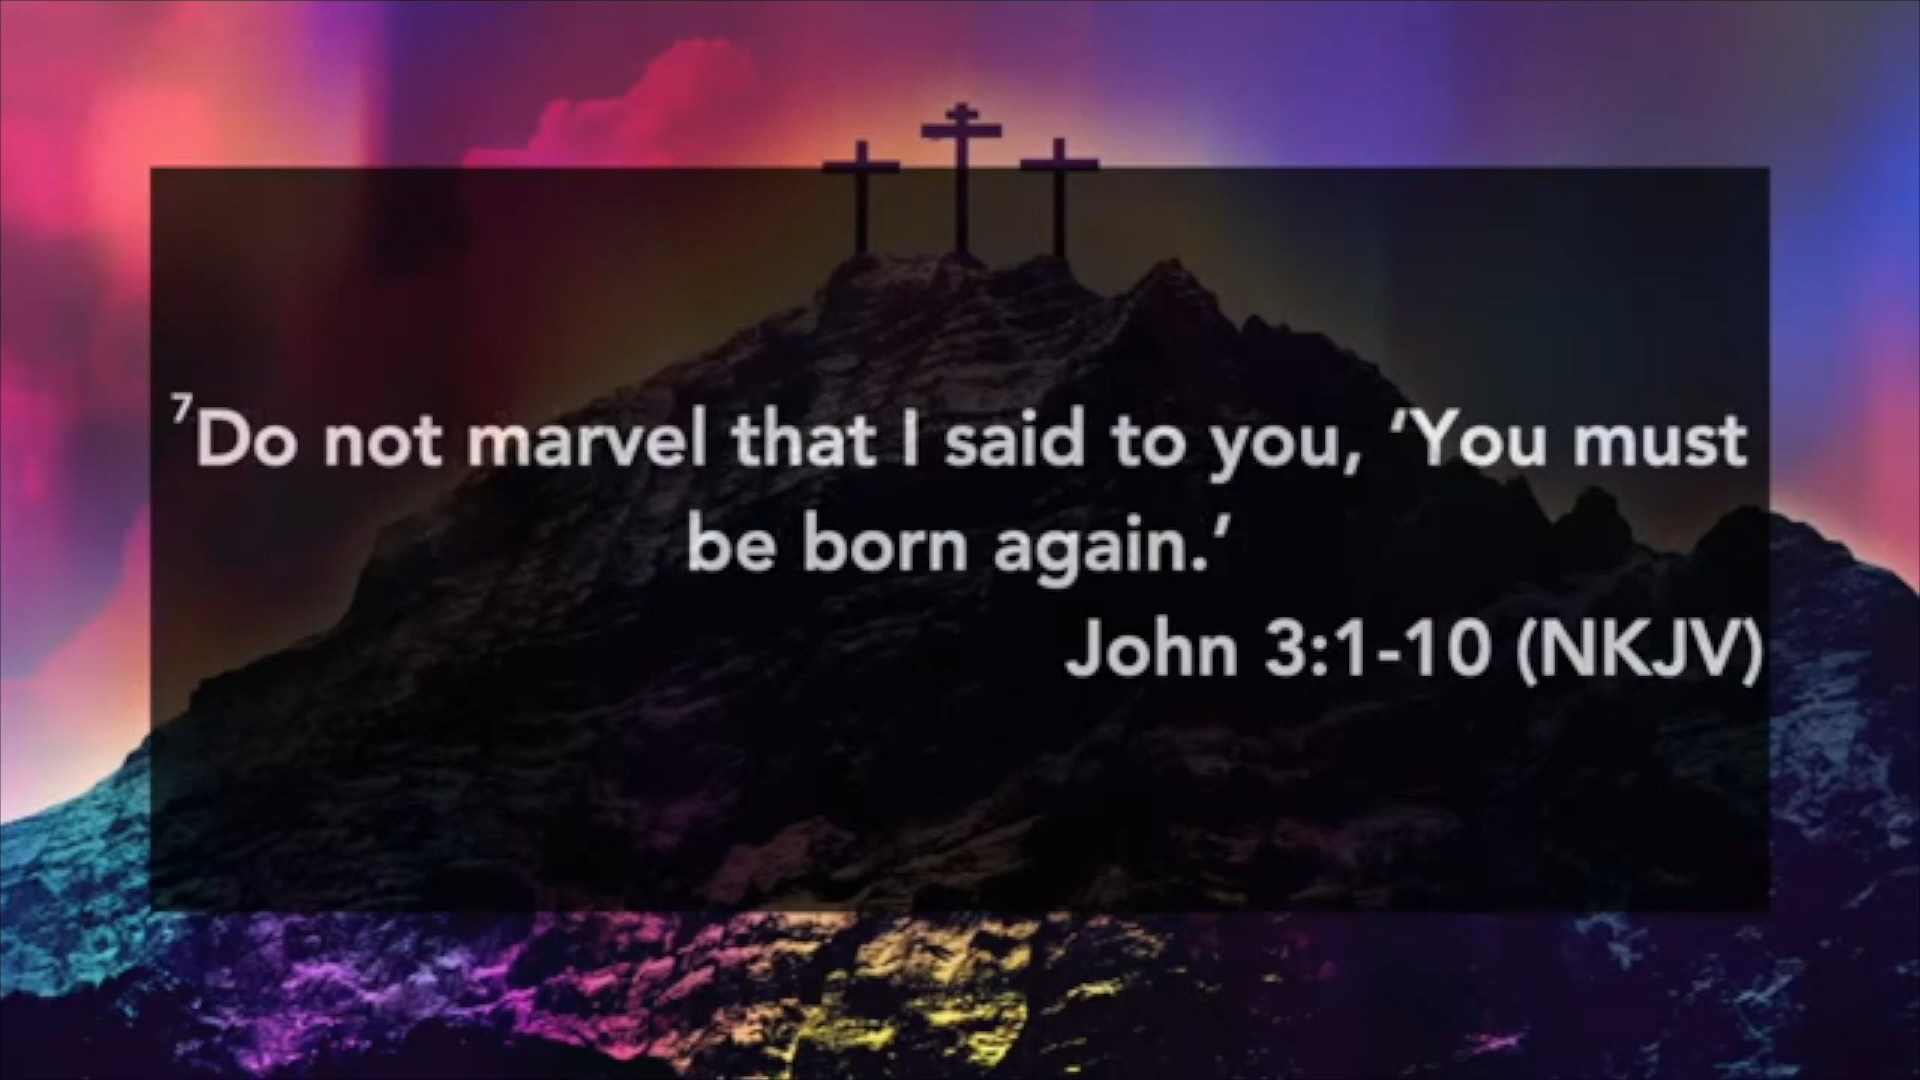 ⁷Do not marvel that I said to you, ‘You must
be born again.’
John 3:1-10 (NKJV)